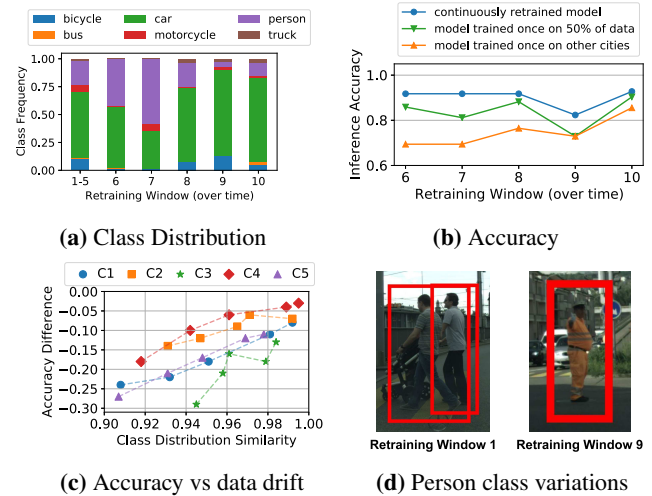 bicycle car person
bus motorcycle truck
Class Frequency
1.00
0.75
0.50
0.25
0.00
1-5 6 7 8 9 10
Retraining Window (over time)
(a) Class Distribution
continuously retrained model
model trained once on 50% of data
model trained once on other cities
Inference Accuracy
1.0
0.8
0.6
6 7 8 9 10
Retraining Window (over time)
(b) Accuracy
C1 C2 C3 C4 C5
Accuracy Difference
0.00
−0.05
−0.10
−0.15
−0.20
−0.25
−0.30
0.90 0.92 0.94 0.96 0.98 1.00
Class Distribution Similarity
(c) Accuracy vs data drift
Retraining Window 1 Retraining Window 9
(d) Person class variations